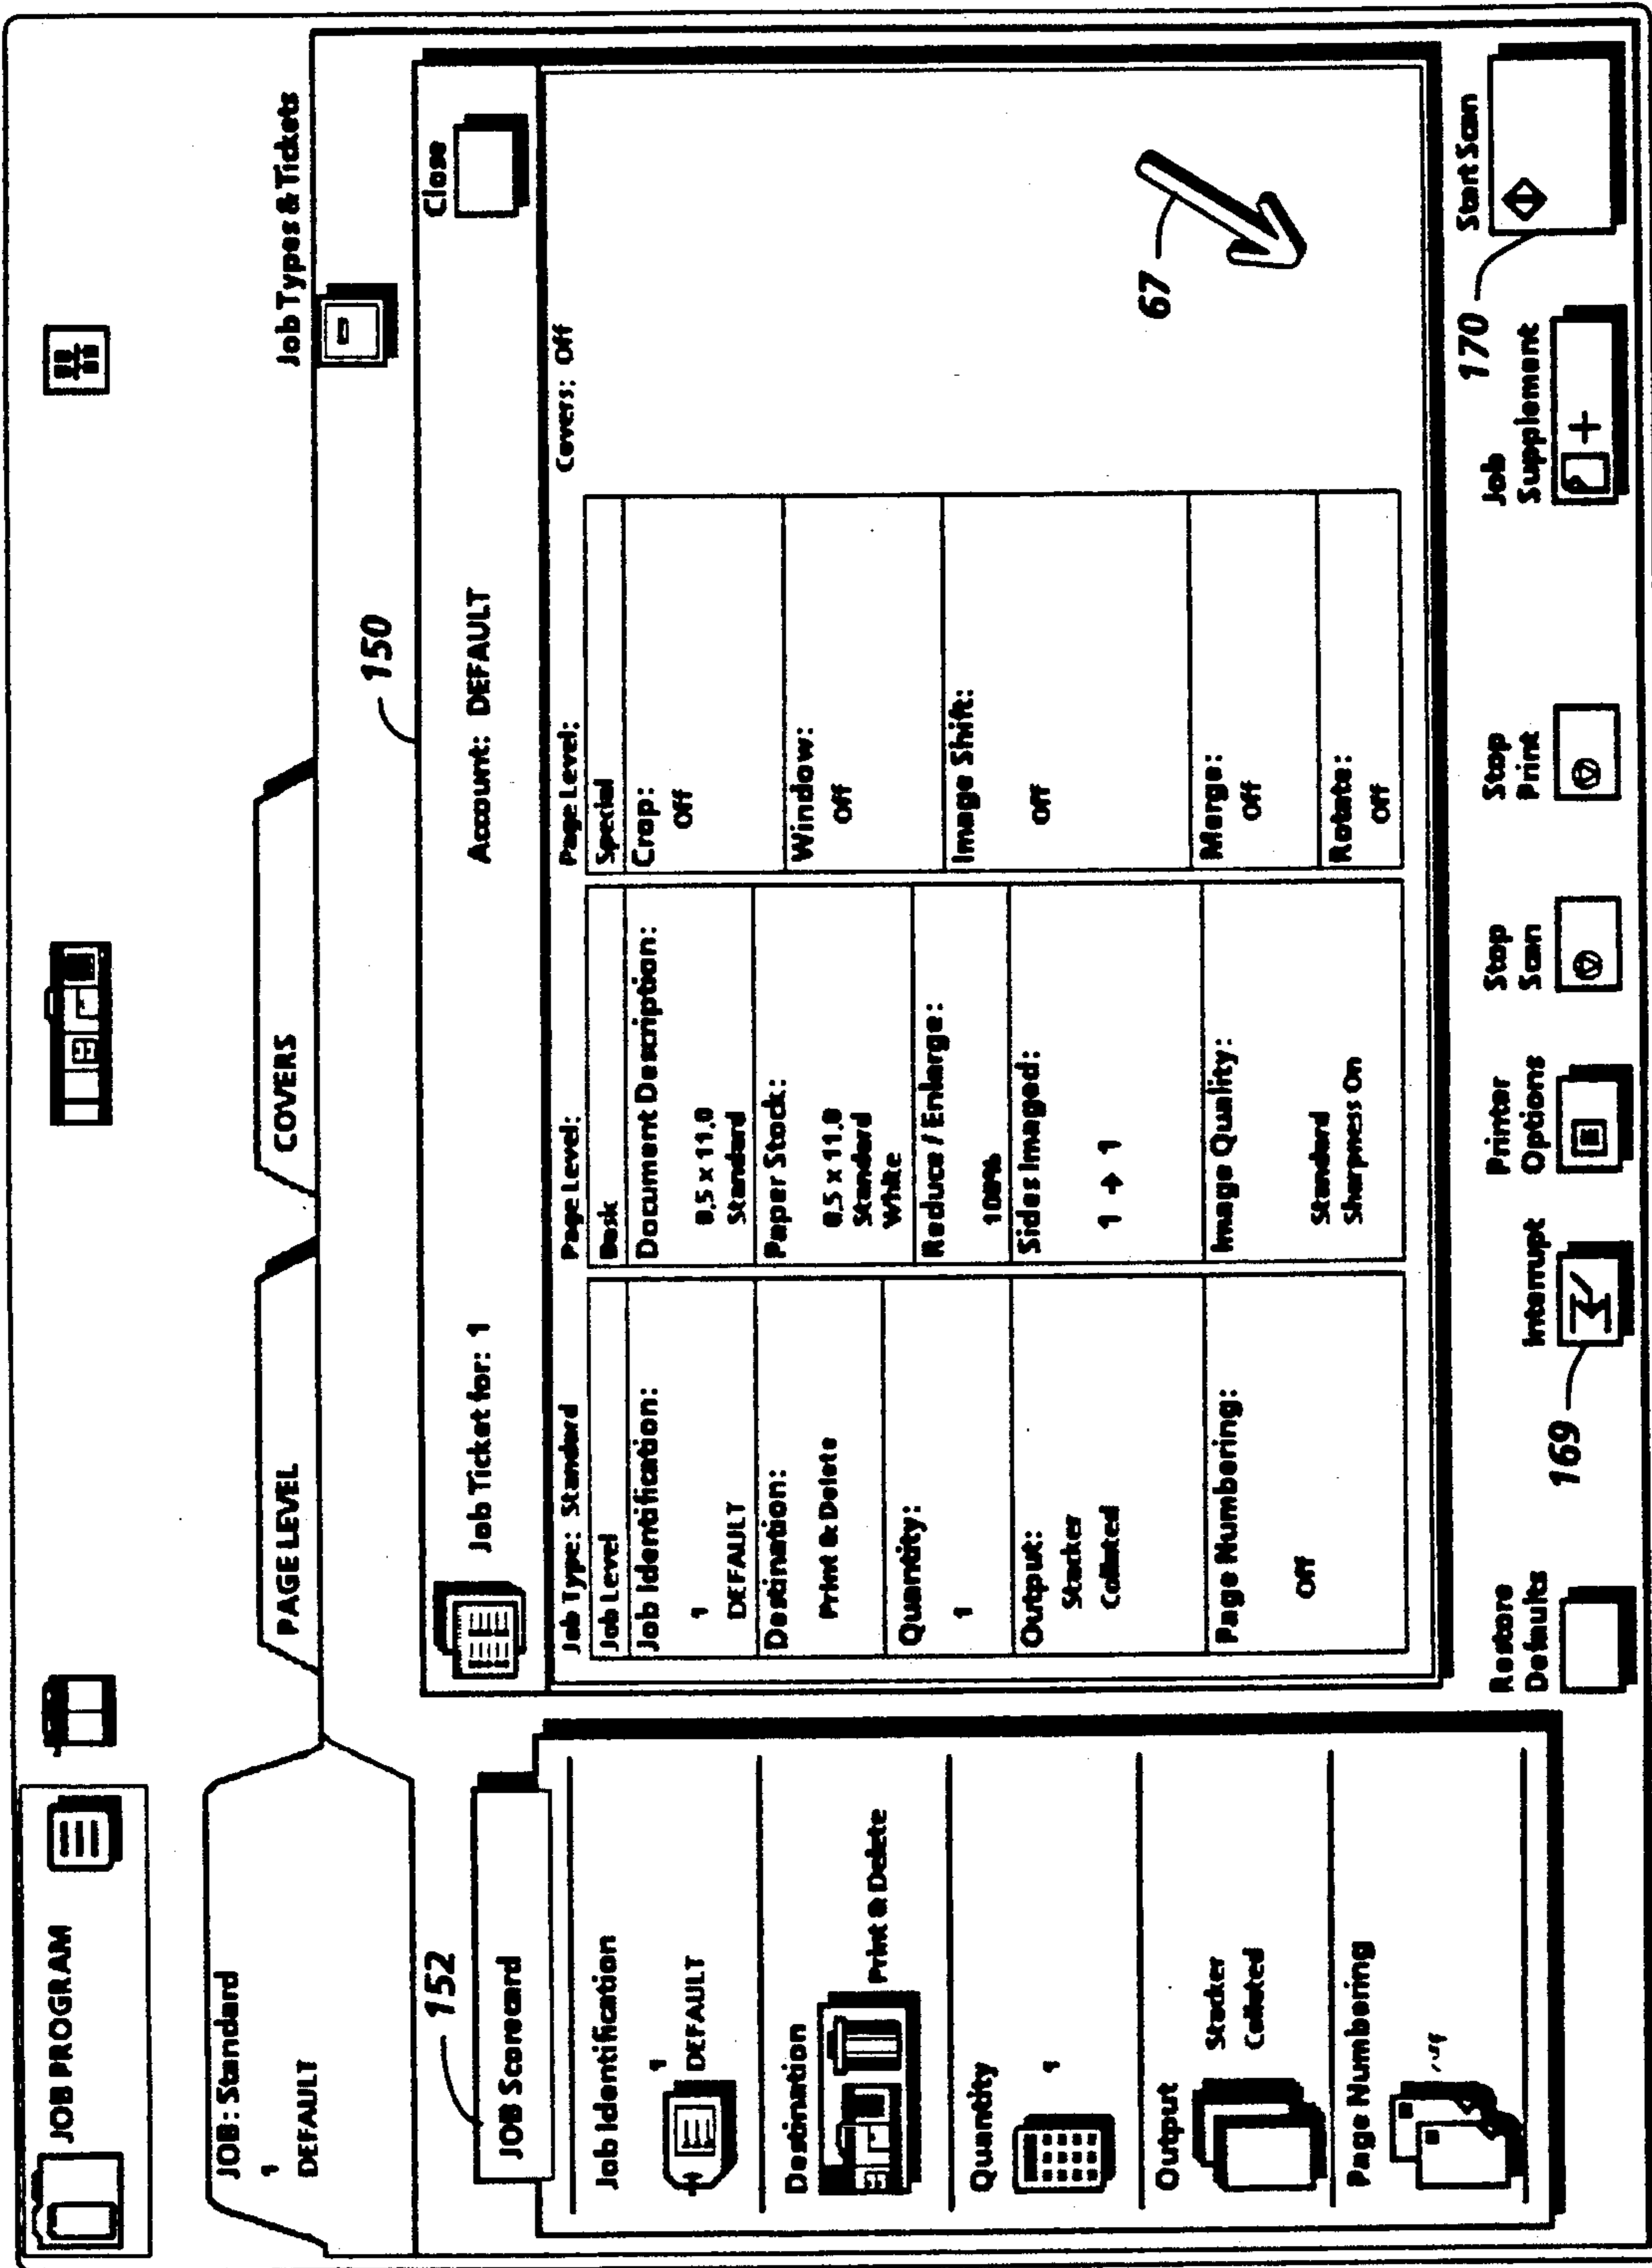 JOB PROGRAM
JOB: Standard
1
DEFAULT
PAGE LEVEL
COVERS
Job Types & Tickets
152
JOB Scorecard
Job Identification
1
DEFAULT
Destination
Print & Delete
Quantity
1
Output
Stacker
Collated
Page Numbering
150
Job Ticket for: 1
Account: DEFAULT
Close
Job Type: Standard
Job Level
Job Identification:
1
DEFAULT
Destination:
Print & Delete
Quantity:
1
Output:
Stacker
Collated
Page Numbering:
Off
Page Level:
Basic
Document Description:
8.5 x 11.0
Standard
Paper Stock:
8.5 x 11.0
Standard
White
Reduce / Enlarge:
100%
Sides Imaged:
1 → 1
Image Quality:
Standard
Sharpness On
Page Level:
Special
Crop:
Off
Window:
Off
Image Shift:
Off
Merge:
Off
Rotate:
Off
Covers: Off
67
Restore
Defaults
169
Interrupt
Printer
Options
Stop
Scan
Stop
Print
Job
Supplement
170
Start Scan